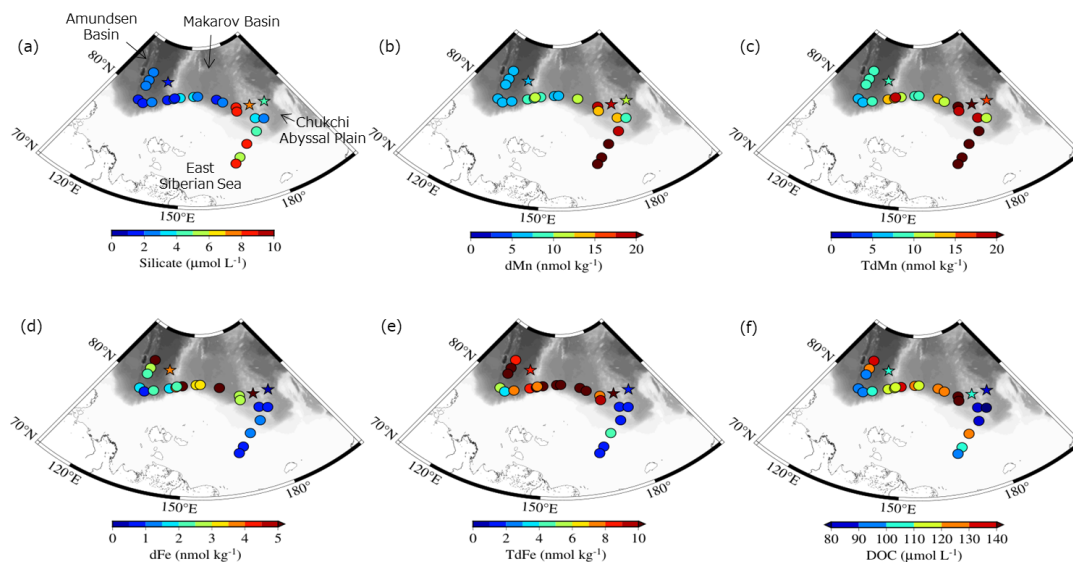 (a)
Amundsen
Basin
Makarov Basin
80°N
70°N
Chukchi
Abyssal Plain
East
Siberian Sea
120°E
150°E
180°
0 2 4 6 8 10
Silicate (μmol L-1)
(b)
80°N
70°N
120°E
150°E
180°
0 5 10 15 20
dMn (nmol kg-1)
(c)
80°N
70°N
120°E
150°E
180°
0 5 10 15 20
TdMn (nmol kg-1)
(d)
80°N
70°N
120°E
150°E
180°
0 1 2 3 4 5
dFe (nmol kg-1)
(e)
80°N
70°N
120°E
150°E
180°
0 2 4 6 8 10
TdFe (nmol kg-1)
(f)
80°N
70°N
120°E
150°E
180°
80 90 100 110 120 130 140
DOC (μmol L-1)